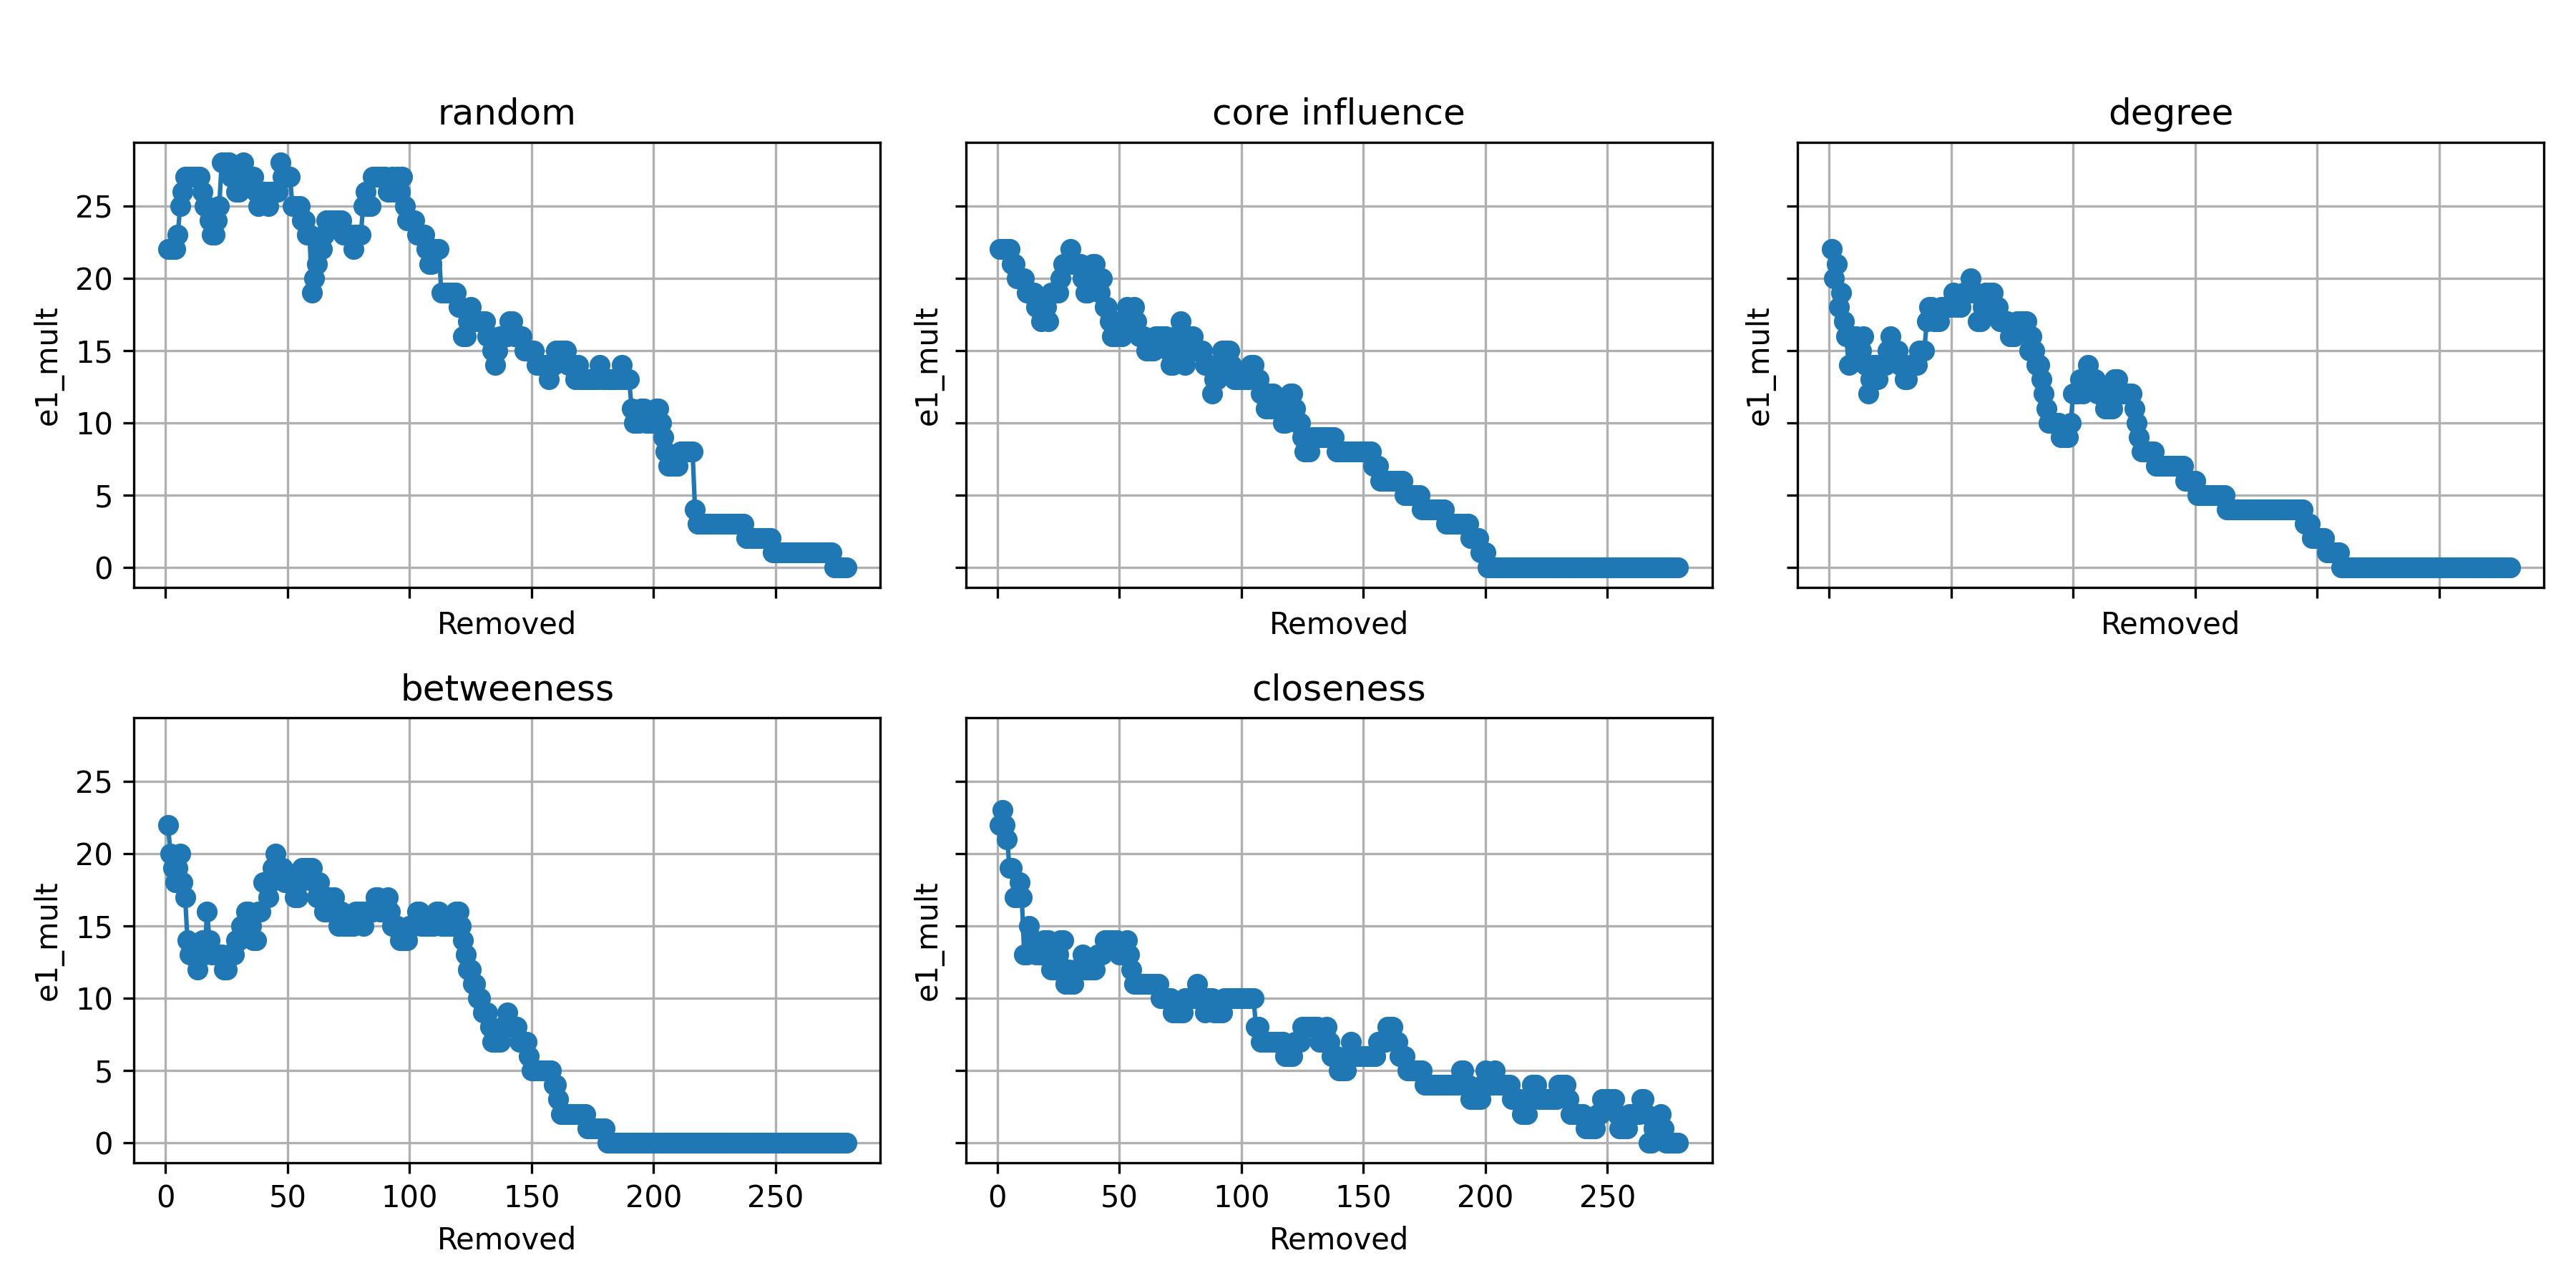 random
core influence
degree
25
20
15
10
5
0
e1_mult
e1_mult
e1_mult
Removed
Removed
Removed
betweeness
closeness
25
20
15
10
5
0
e1_mult
e1_mult
0 50 100 150 200 250
0 50 100 150 200 250
Removed
Removed